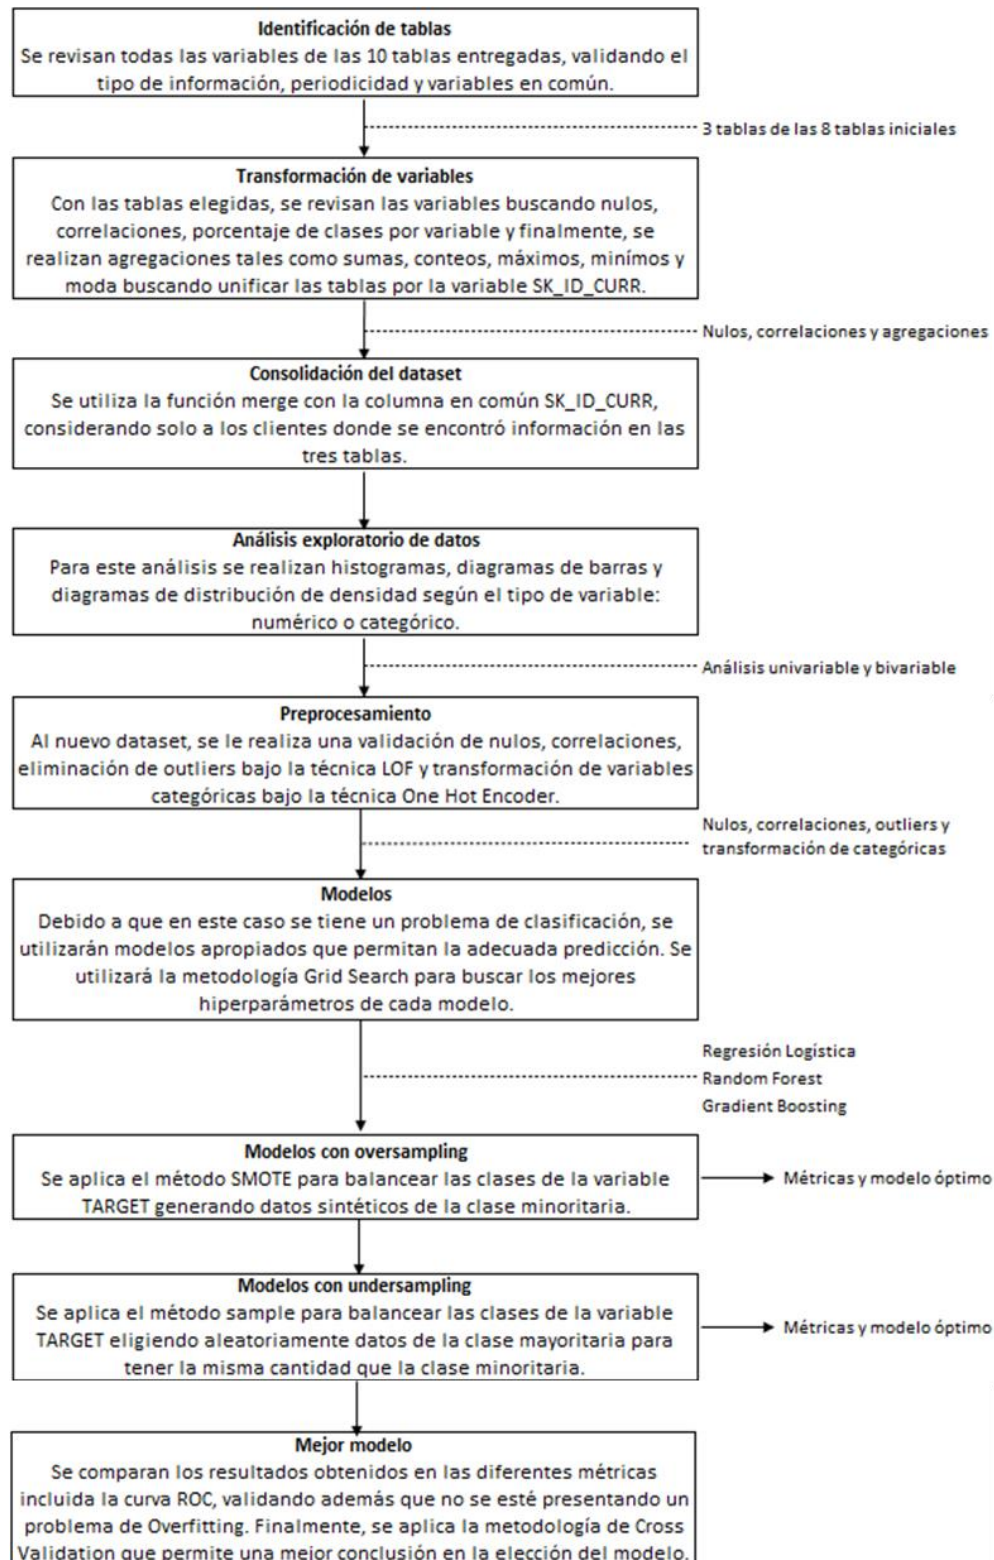 Identificación de tablas
Se revisan todas las variables de las 10 tablas entregadas, validando el
tipo de información, periodicidad y variables en común.
3 tablas de las 8 tablas iniciales
Transformación de variables
Con las tablas elegidas, se revisan las variables buscando nulos,
correlaciones, porcentaje de clases por variable y finalmente, se
realizan agregaciones tales como sumas, conteos, máximos, minímos y
moda buscando unificar las tablas por la variable SK_ID_CURR.
Nulos, correlaciones y agregaciones
Consolidación del dataset
Se utiliza la función merge con la columna en común SK_ID_CURR,
considerando solo a los clientes donde se encontró información en las
tres tablas.
Análisis exploratorio de datos
Para este análisis se realizan histogramas, diagramas de barras y
diagramas de distribución de densidad según el tipo de variable:
numérico o categórico.
Análisis univariable y bivariable
Preprocesamiento
Al nuevo dataset, se le realiza una validación de nulos, correlaciones,
eliminación de outliers bajo la técnica LOF y transformación de variables
categóricas bajo la técnica One Hot Encoder.
Nulos, correlaciones, outliers y
transformación de categóricas
Modelos
Debido a que en este caso se tiene un problema de clasificación, se
utilizarán modelos apropiados que permitan la adecuada predicción. Se
utilizará la metodología Grid Search para buscar los mejores
hiperparámetros de cada modelo.
Regresión Logística
Random Forest
Gradient Boosting
Modelos con oversampling
Se aplica el método SMOTE para balancear las clases de la variable
TARGET generando datos sintéticos de la clase minoritaria.
Métricas y modelo óptimo
Modelos con undersampling
Se aplica el método sample para balancear las clases de la variable
TARGET eligiendo aleatoriamente datos de la clase mayoritaria para
tener la misma cantidad que la clase minoritaria.
Métricas y modelo óptimo
Mejor modelo
Se comparan los resultados obtenidos en las diferentes métricas
incluida la curva ROC, validando además que no se esté presentando un
problema de Overfitting. Finalmente, se aplica la metodología de Cross
Validation que permite una mejor conclusión en la elección del modelo.